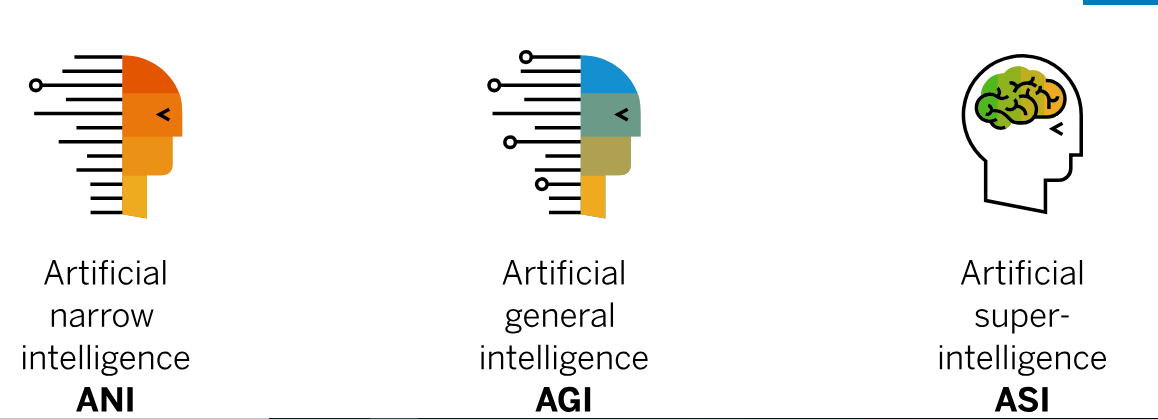 Artificial
narrow
intelligence
ANI
Artificial
general
intelligence
AGI
Artificial
super-
intelligence
ASI